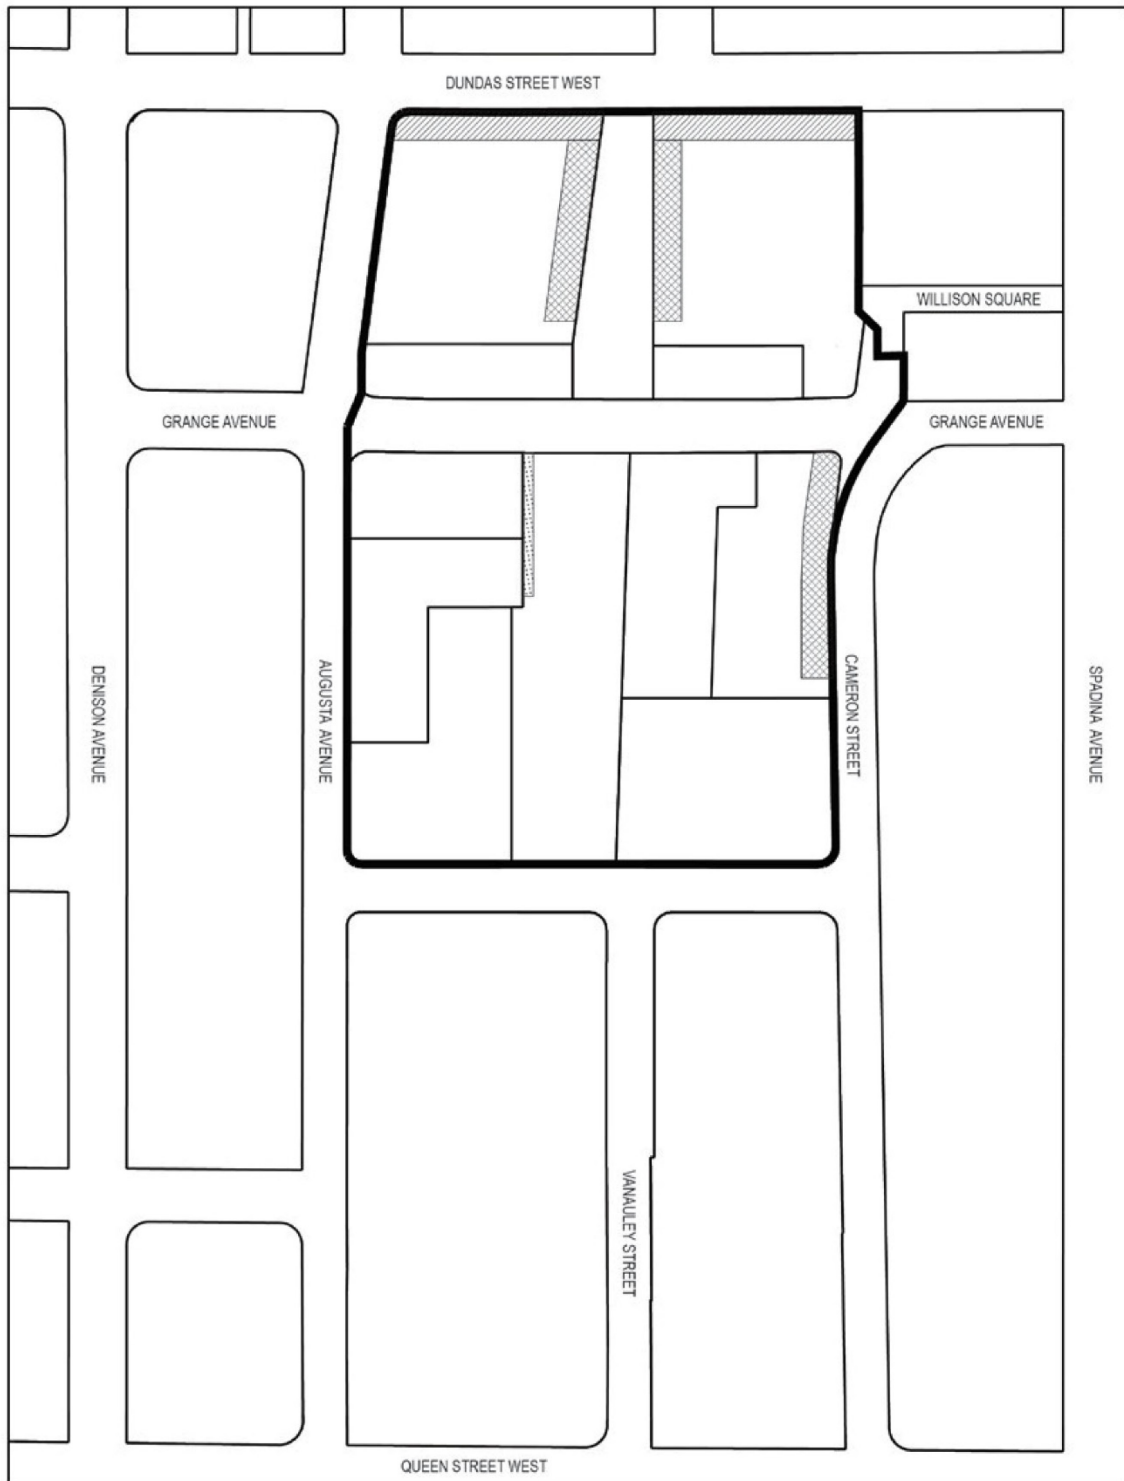 DUNDAS STREET WEST
WILLISON SQUARE
GRANGE AVENUE
GRANGE AVENUE
DENISON AVENUE
AUGUSTA AVENUE
CAMERON STREET
SPADINA AVENUE
VANAULEY STREET
QUEEN STREET WEST